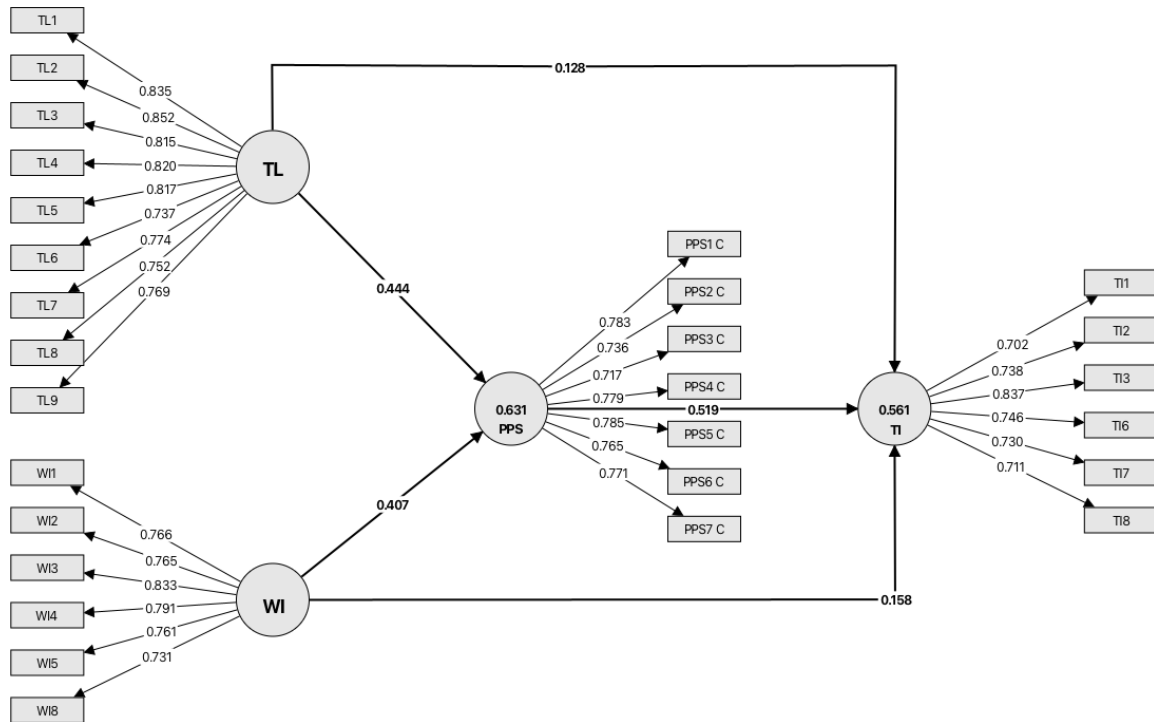 TL1
TL2
TL3
TL4
TL5
TL6
TL7
TL8
TL9
0.835
0.852
0.815
0.820
0.817
0.737
0.774
0.752
0.769
TL
0.128
0.444
WI1
WI2
WI3
WI4
WI5
WI8
0.766
0.765
0.833
0.791
0.761
0.731
WI
0.407
0.158
0.631
PPS
0.783
0.736
0.717
0.779
0.785
0.765
0.771
PPS1 C
PPS2 C
PPS3 C
PPS4 C
PPS5 C
PPS6 C
PPS7 C
0.519
0.561
TI
0.702
0.738
0.837
0.746
0.730
0.711
TI1
TI2
TI3
TI6
TI7
TI8